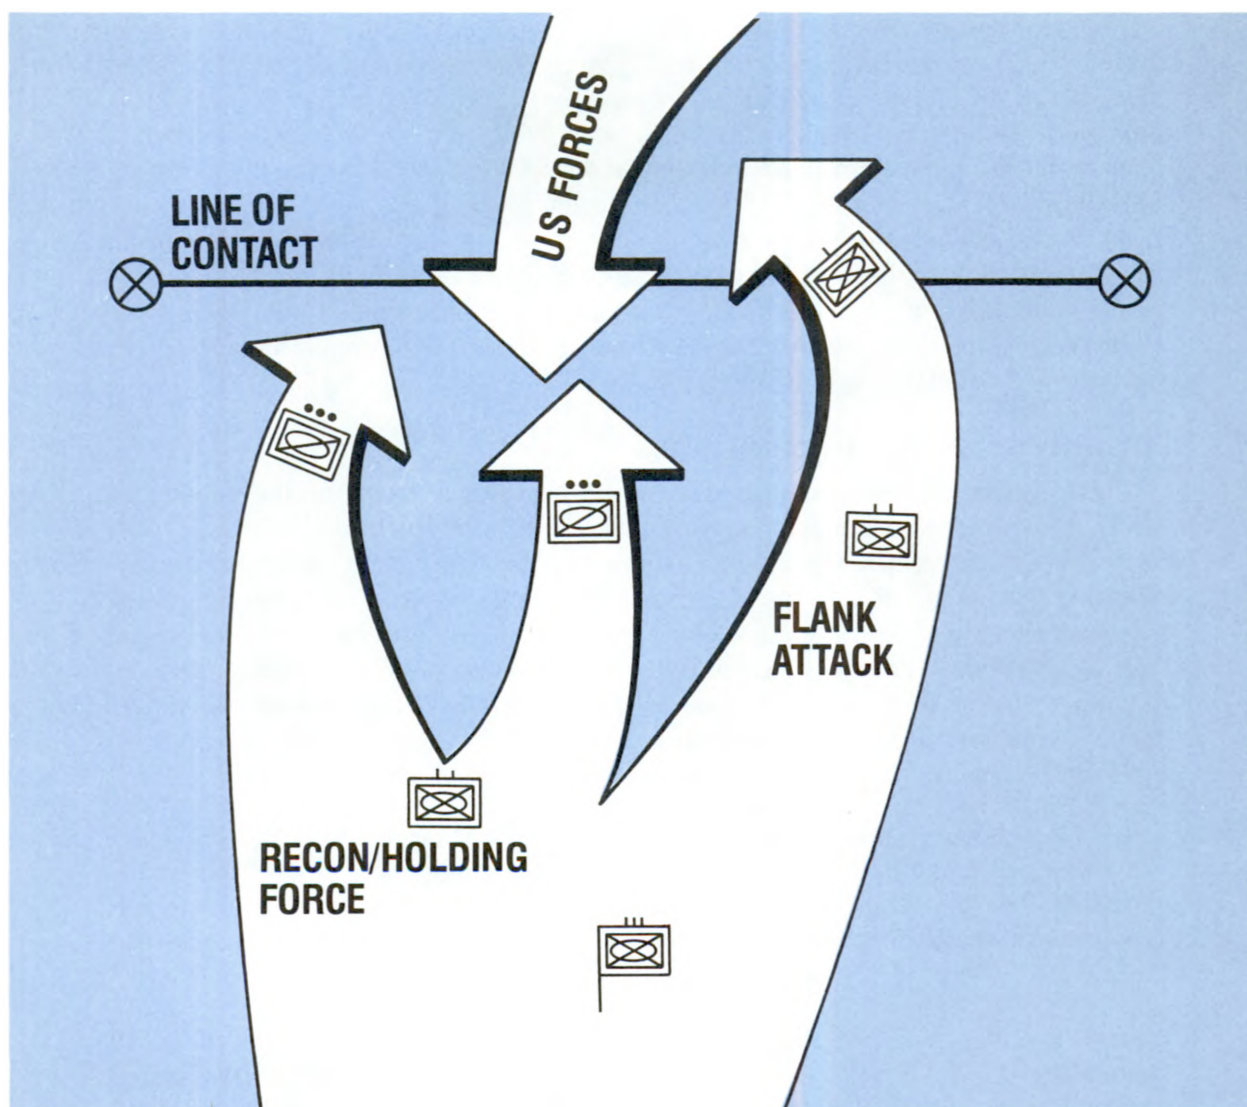 US FORCES
LINE OF
CONTACT
FLANK
ATTACK
RECON/HOLDING
FORCE